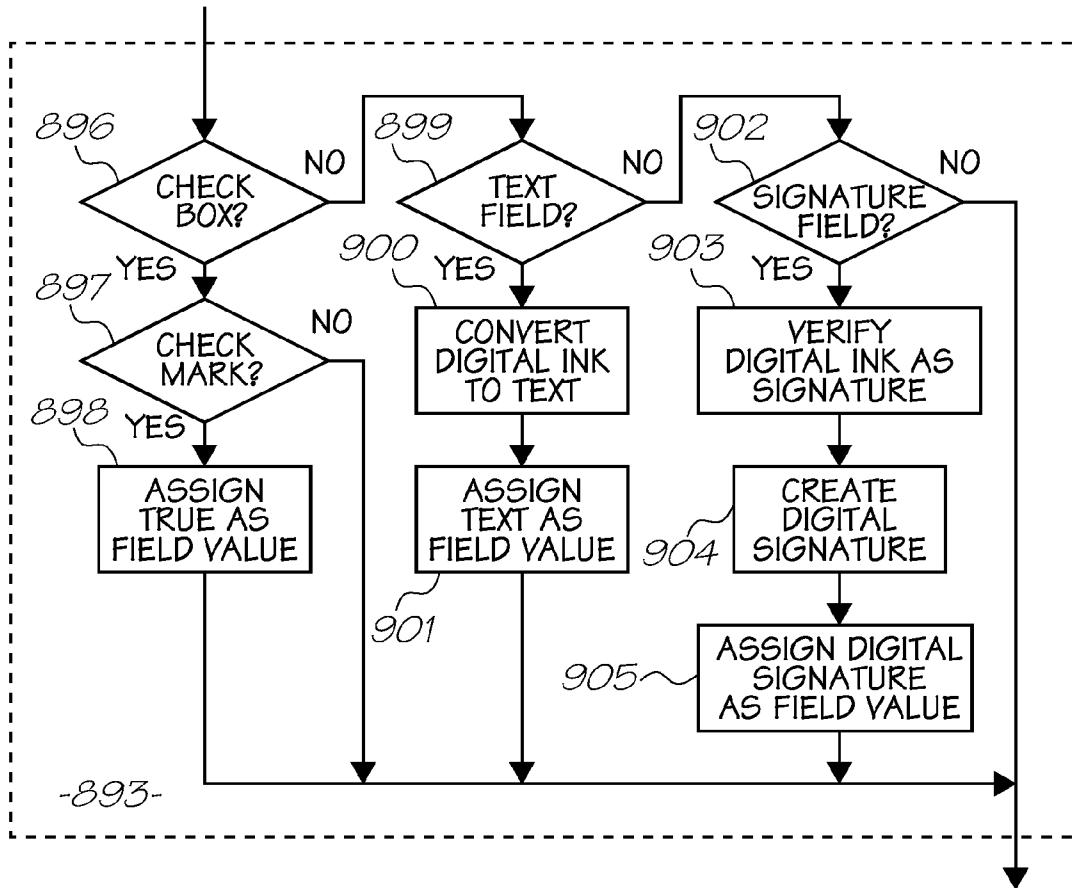 896
CHECK
BOX?
NO
YES
897
CHECK
MARK?
NO
YES
898
ASSIGN
TRUE AS
FIELD VALUE
899
TEXT
FIELD?
NO
YES
900
CONVERT
DIGITAL INK
TO TEXT
ASSIGN
TEXT AS
FIELD VALUE
901
902
SIGNATURE
FIELD?
NO
YES
903
VERIFY
DIGITAL INK AS
SIGNATURE
CREATE
DIGITAL
SIGNATURE
904
ASSIGN DIGITAL
SIGNATURE
AS FIELD VALUE
905
-893-